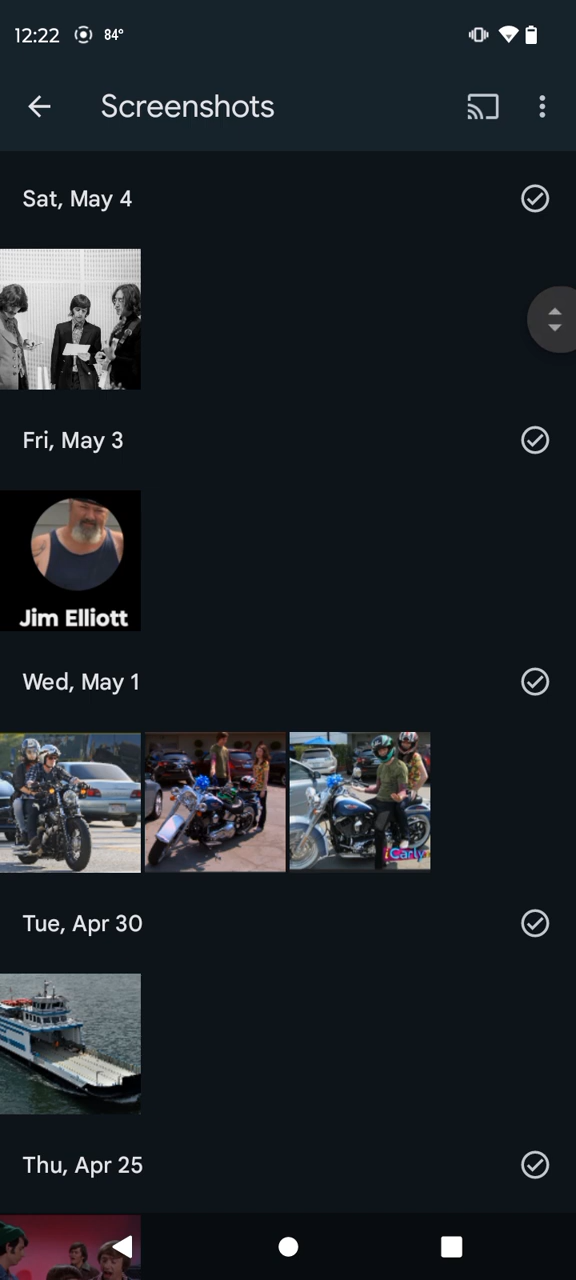 12:22 84°
Screenshots
Sat, May 4
Fri, May 3
Jim Elliott
Wed, May 1
iCarly
Tue, Apr 30
Thu, Apr 25